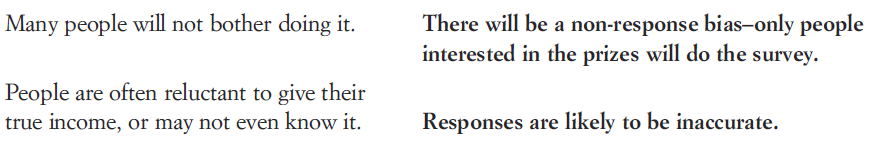 Many people will not bother doing it.
There will be a non-response bias–only people
interested in the prizes will do the survey.
People are often reluctant to give their
true income, or may not even know it.
Responses are likely to be inaccurate.